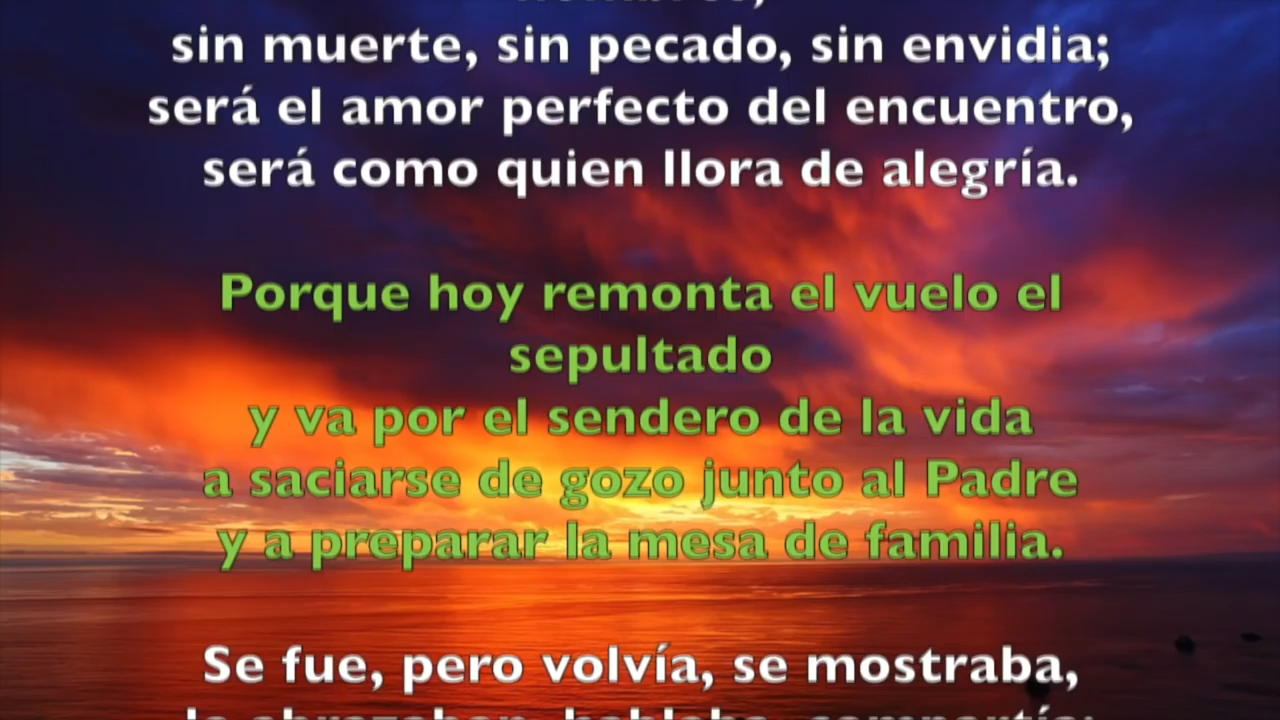 sin muerte, sin pecado, sin envidia;
será el amor perfecto del encuentro,
será como quien llora de alegría.
Porque hoy remonta el vuelo el
sepultado
y va por el sendero de la vida
a saciarse de gozo junto al Padre
y a preparar la mesa de familia.
Se fue, pero volvía, se mostraba,